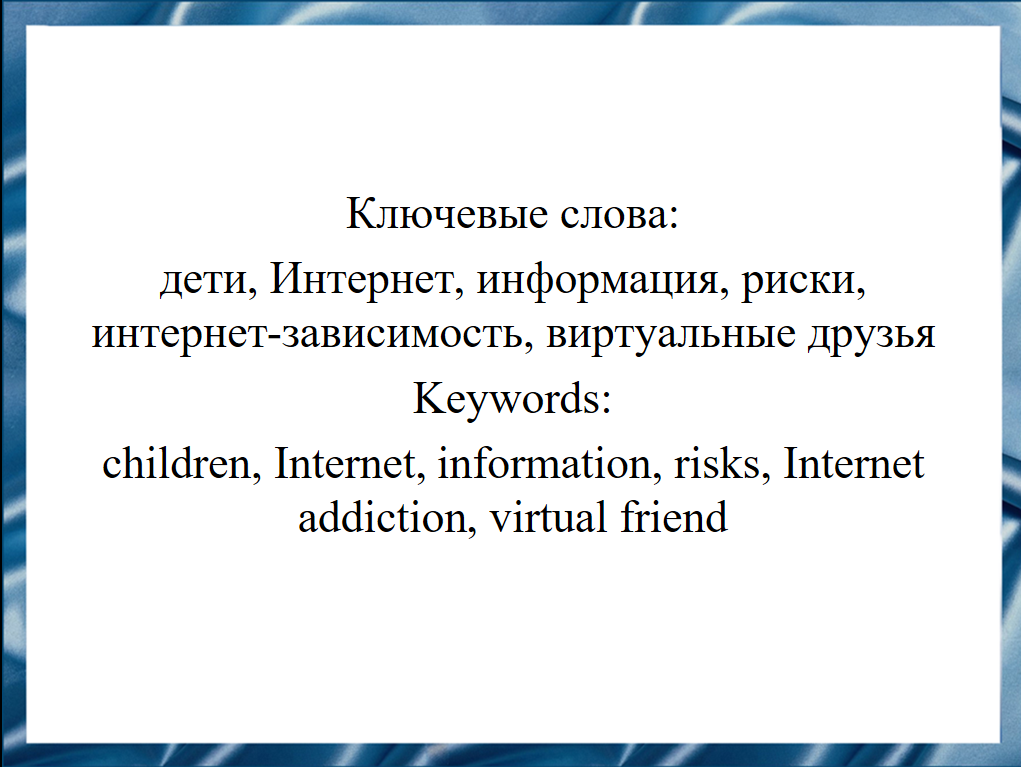 Ключевые слова:
дети, Интернет, информация, риски,
интернет-зависимость, виртуальные друзья
Keywords:
children, Internet, information, risks, Internet
addiction, virtual friend